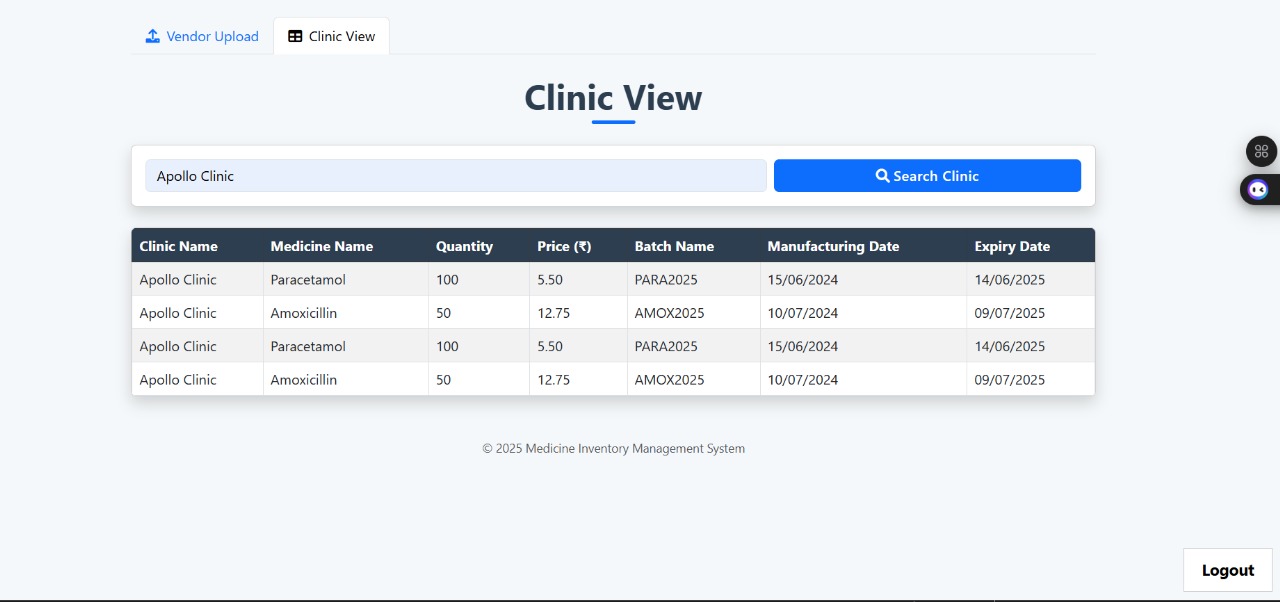 Vendor Upload Clinic View
Clinic View
Apollo Clinic Search Clinic
Clinic Name Medicine Name Quantity Price (₹) Batch Name Manufacturing Date Expiry Date
Apollo Clinic Paracetamol 100 5.50 PARA2025 15/06/2024 14/06/2025
Apollo Clinic Amoxicillin 50 12.75 AMOX2025 10/07/2024 09/07/2025
Apollo Clinic Paracetamol 100 5.50 PARA2025 15/06/2024 14/06/2025
Apollo Clinic Amoxicillin 50 12.75 AMOX2025 10/07/2024 09/07/2025
© 2025 Medicine Inventory Management System
Logout